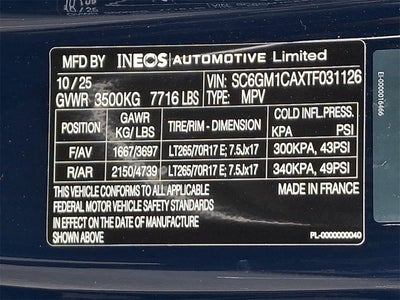 MFD BY INEOS AUTOMOTIVE Limited
10/25 VIN: SC6GM1CAXTF031126
GVWR 3500KG 7716 LBS TYPE: MPV
POSITION GAWR KG/LBS TIRE/RIM - DIMENSION COLD INFL.PRESS. KPA PSI
F/AV 1667/3697 LT265/70R17 E; 7.5Jx17 300KPA, 43PSI
R/AR 2150/4739 LT265/70R17 E; 7.5Jx17 340KPA, 49PSI
THIS VEHICLE CONFORMS TO ALL APPLICABLE MADE IN FRANCE
FEDERAL MOTOR VEHICLE SAFETY STANDARDS
IN EFFECT ON THE DATE OF MANUFACTURE
SHOWN ABOVE PL-0000000040
EI-0000016466